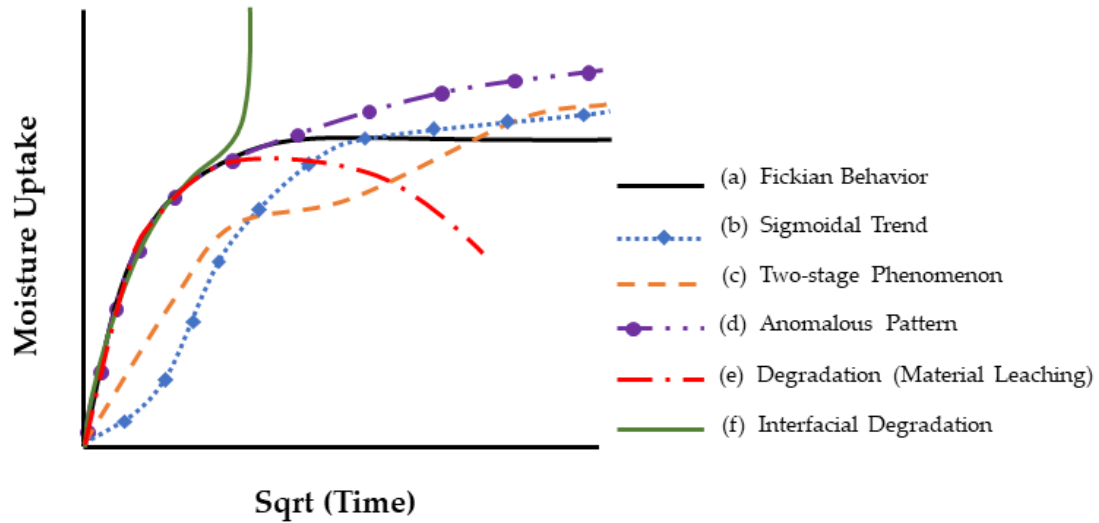 Moisture Uptake
(a) Fickian Behavior
(b) Sigmoidal Trend
(c) Two-stage Phenomenon
(d) Anomalous Pattern
(e) Degradation (Material Leaching)
(f) Interfacial Degradation
Sqrt (Time)